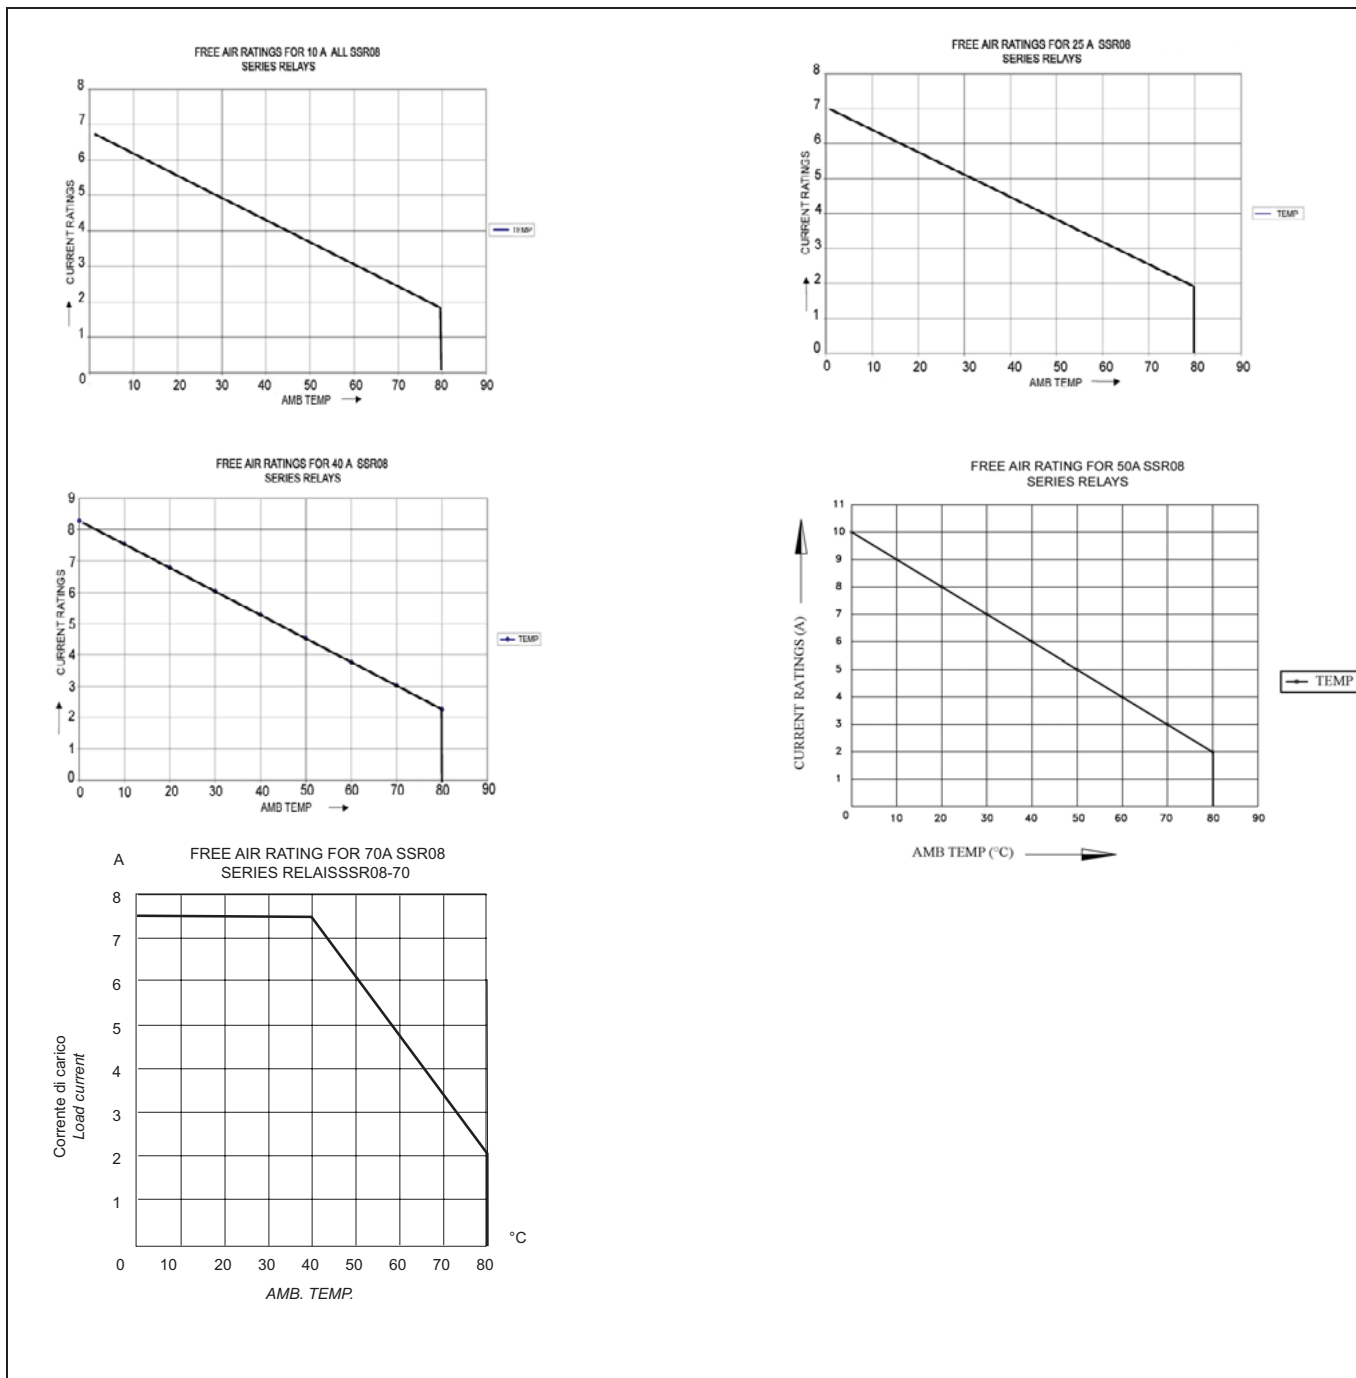 FREE AIR RATINGS FOR 10 A ALL SSR08
SERIES RELAYS
8
7
6
5
4
3
2
1
0
CURRENT RATINGS
10 20 30 40 50 60 70 80 90
AMB TEMP
TEMP
FREE AIR RATINGS FOR 25 A SSR08
SERIES RELAYS
8
7
6
5
4
3
2
1
0
CURRENT RATINGS
0 10 20 30 40 50 60 70 80 90
AMB TEMP
TEMP
FREE AIR RATINGS FOR 40 A SSR08
SERIES RELAYS
9
8
7
6
5
4
3
2
1
0
CURRENT RATINGS
0 10 20 30 40 50 60 70 80 90
AMB TEMP
TEMP
FREE AIR RATING FOR 50A SSR08
SERIES RELAYS
11
10
9
8
7
6
5
4
3
2
1
CURRENT RATINGS (A)
0 10 20 30 40 50 60 70 80 90
AMB TEMP (°C)
TEMP
A
FREE AIR RATING FOR 70A SSR08
SERIES RELAISSSR08-70
8
7
6
5
4
3
2
1
Corrente di carico
Load current
°C
0 10 20 30 40 50 60 70 80
AMB. TEMP.